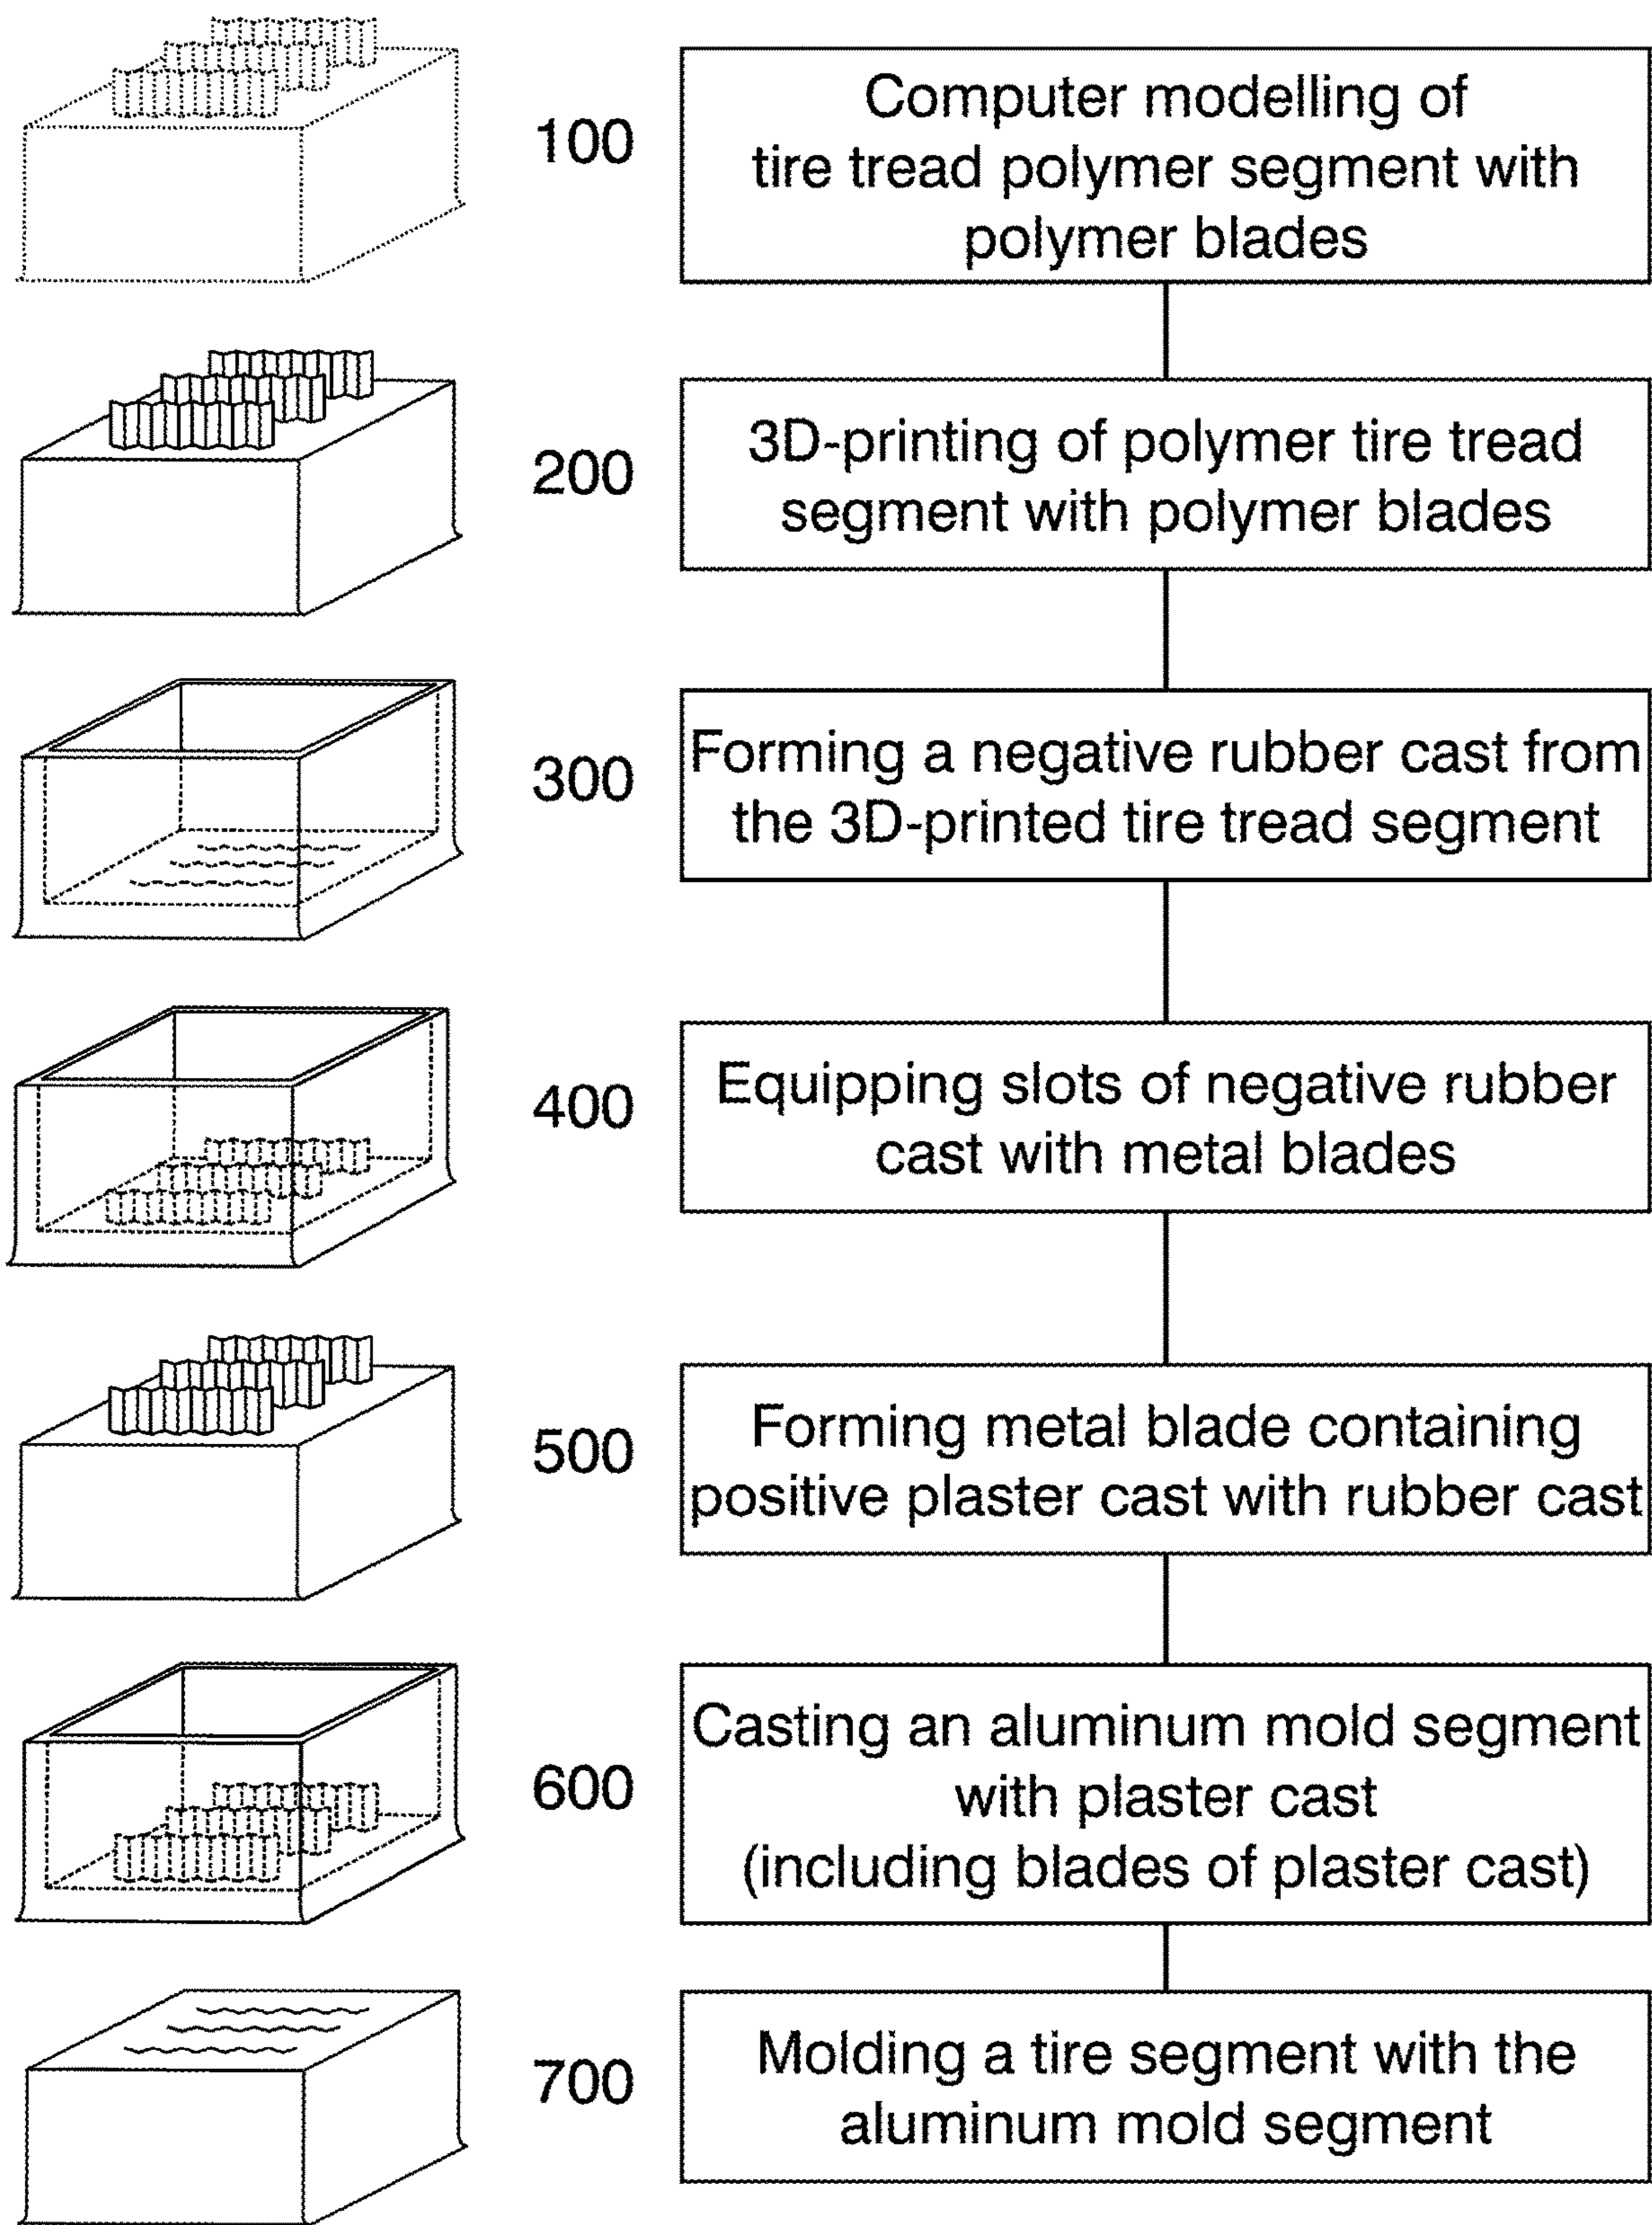 100
Computer modelling of
tire tread polymer segment with
polymer blades
200
3D-printing of polymer tire tread
segment with polymer blades
300
Forming a negative rubber cast from
the 3D-printed tire tread segment
400
Equipping slots of negative rubber
cast with metal blades
500
Forming metal blade containing
positive plaster cast with rubber cast
600
Casting an aluminum mold segment
with plaster cast
(including blades of plaster cast)
700
Molding a tire segment with the
aluminum mold segment